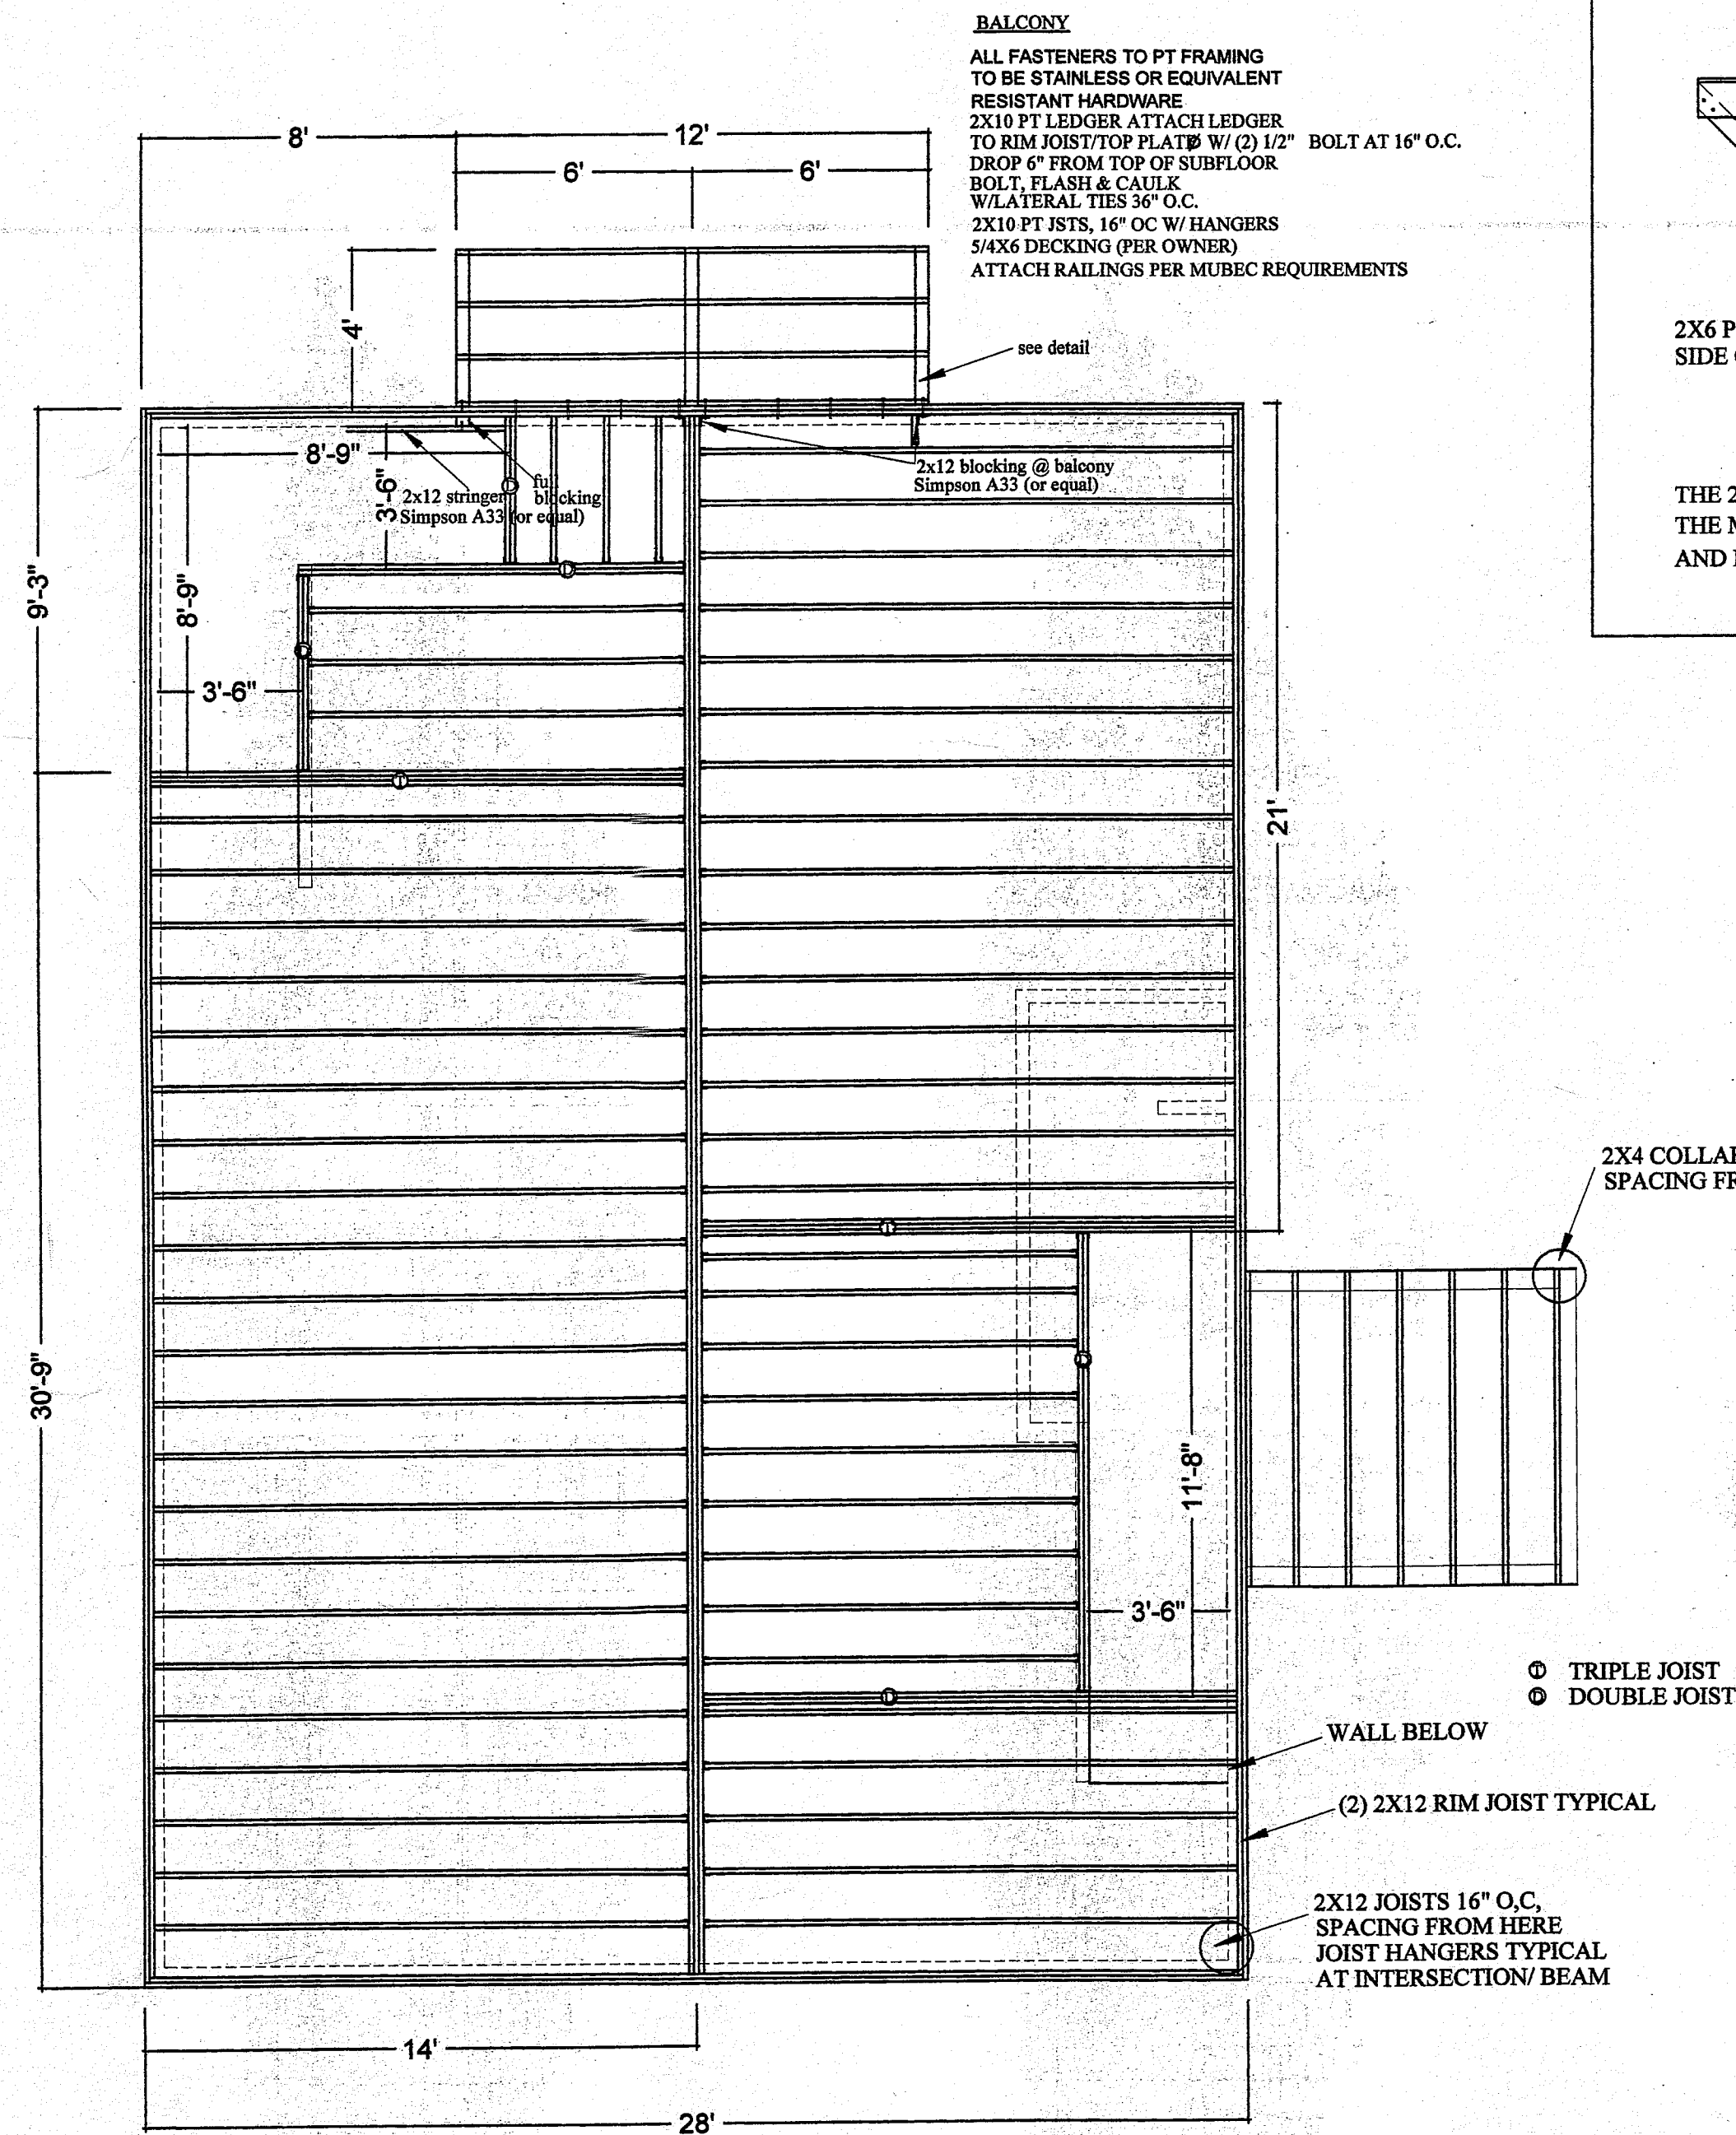 BALCONY
ALL FASTENERS TO PT FRAMING
TO BE STAINLESS OR EQUIVALENT
RESISTANT HARDWARE
2X10 PT LEDGER ATTACH LEDGER
TO RIM JOIST/TOP PLATE W/ (2) 1/2" BOLT AT 16" O.C.
DROP 6" FROM TOP OF SUBFLOOR
BOLT, FLASH & CAULK
W/LATERAL TIES 36" O.C.
2X10 PT JSTS, 16" OC W/ HANGERS
5/4X6 DECKING (PER OWNER)
ATTACH RAILINGS PER MUBEC REQUIREMENTS
8'
12'
6'
6'
4'
see detail
2X6 P
SIDE
8'-9"
3'-6"
2x12 stringer
Simpson A33 (or equal)
full
blocking
2x12 blocking @ balcony
Simpson A33 (or equal)
THE 2
THE
AND
9'-3"
8'-9"
3'-6"
D
D
D
T
21'
2X4 COLLA
SPACING FR
T
D
30'-9"
11'-8"
3'-6"
D
T TRIPLE JOIST
D DOUBLE JOIST
WALL BELOW
(2) 2X12 RIM JOIST TYPICAL
2X12 JOISTS 16" O,C,
SPACING FROM HERE
JOIST HANGERS TYPICAL
AT INTERSECTION/ BEAM
14'
28'